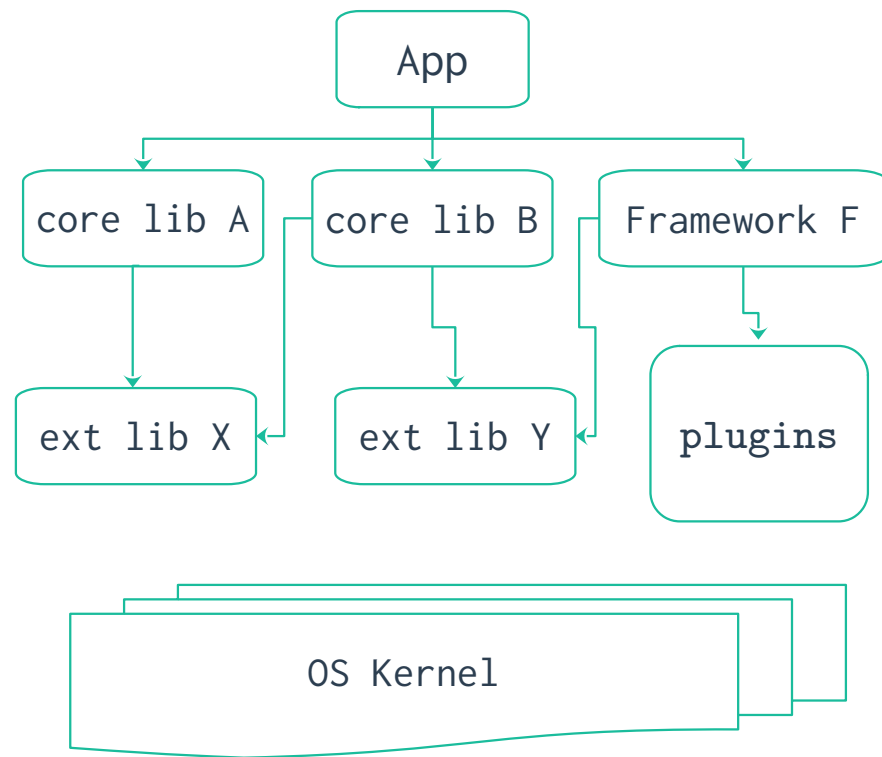 App
core lib A
core lib B
Framework F
ext lib X
ext lib Y
plugins
OS Kernel